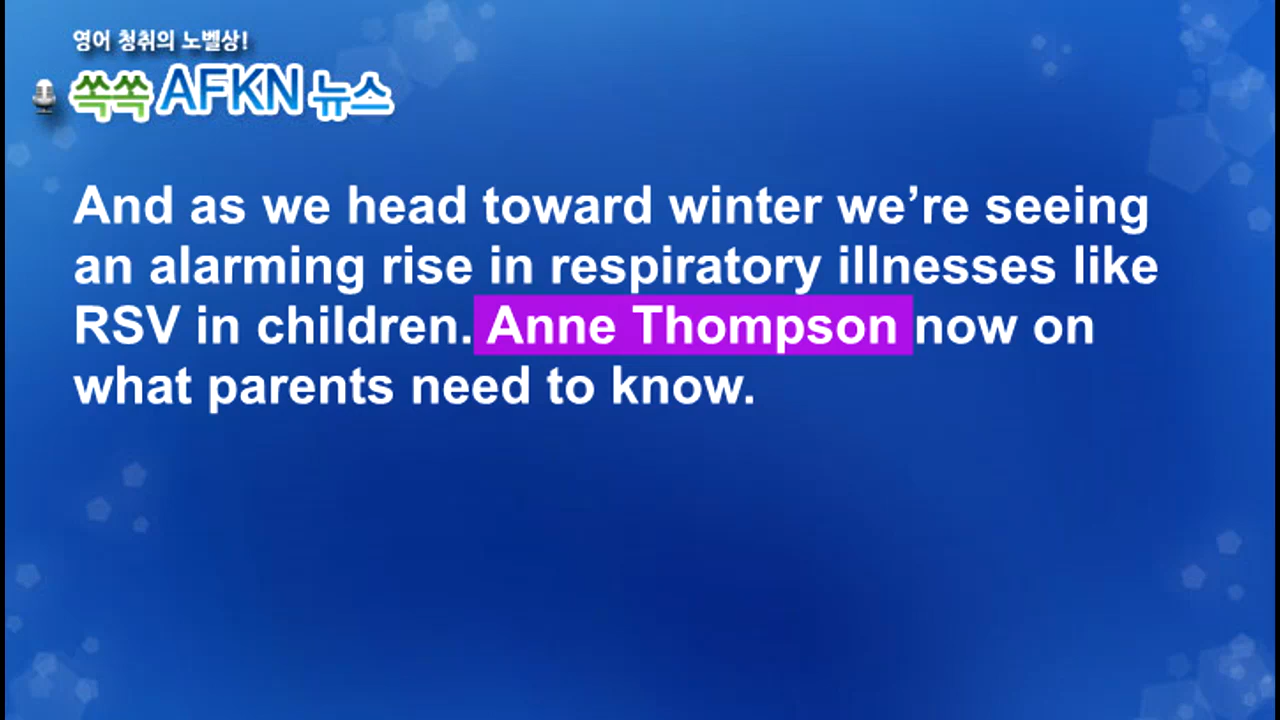 영어 청취의 노벨상!
쏙쏙 AFKN 뉴스
And as we head toward winter we’re seeing
an alarming rise in respiratory illnesses like
RSV in children. Anne Thompson now on
what parents need to know.